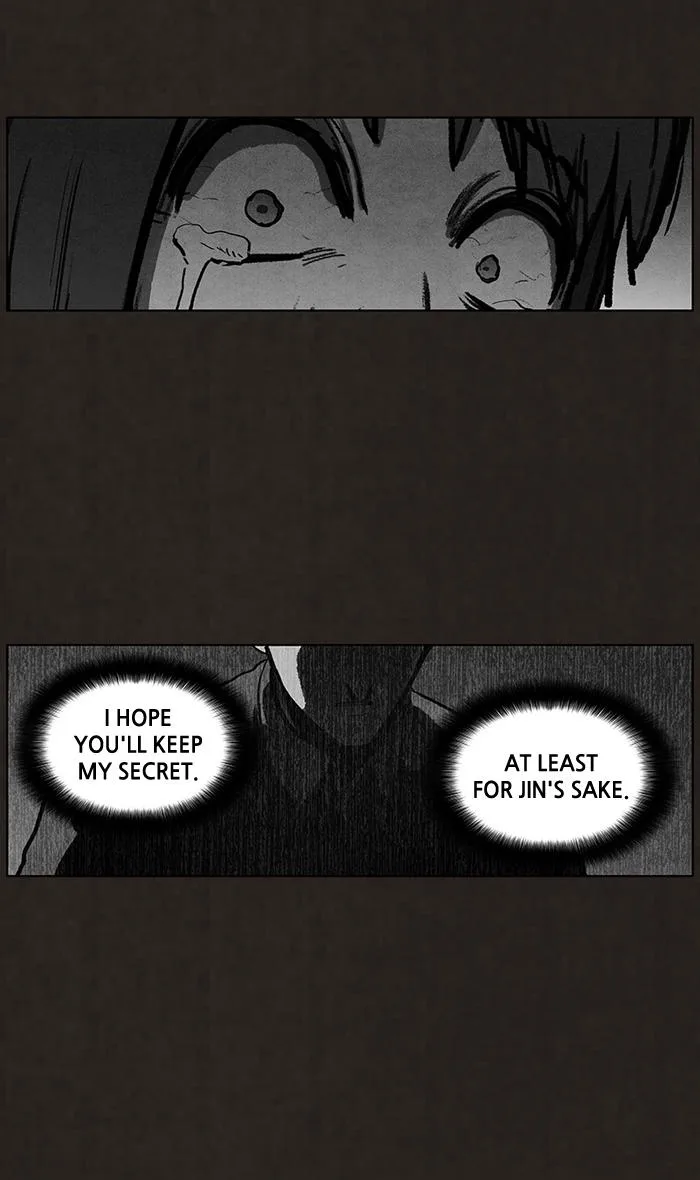 I HOPE
YOU'LL KEEP
MY SECRET.
AT LEAST
FOR JIN'S SAKE.